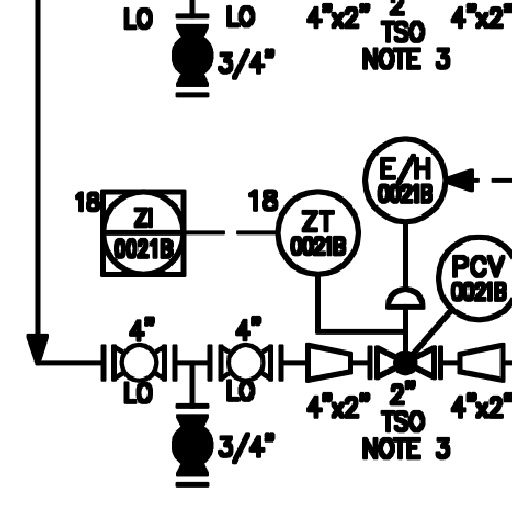 LO
LO
4"x2"
2"
4"x2"
TSO
3/4"
NOTE 3
E/H
0021B
18
18
ZI
0021B
ZT
0021B
PCV
0021B
4"
4"
LO
LO
4"x2"
2"
4"x2"
TSO
3/4"
NOTE 3